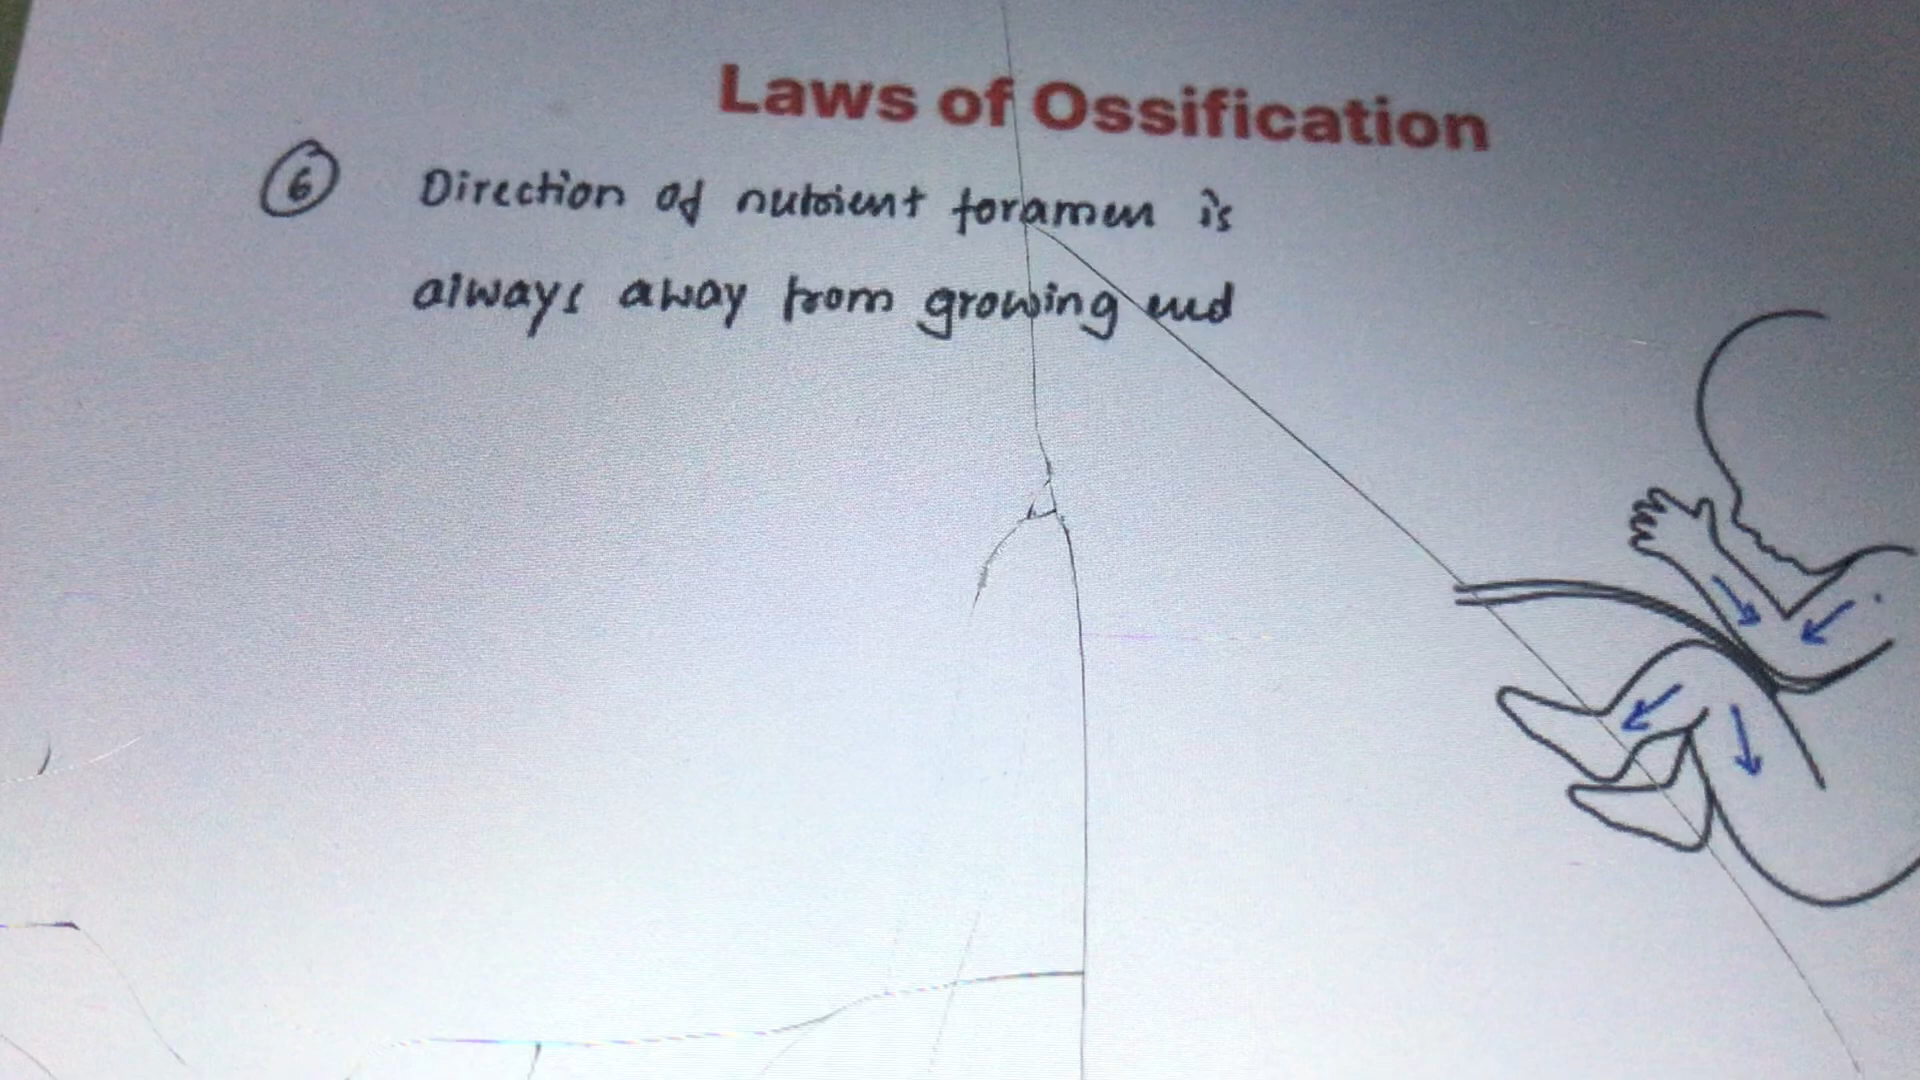 Laws of Ossification
6 Direction of nutrient foramen is
always away from growing end